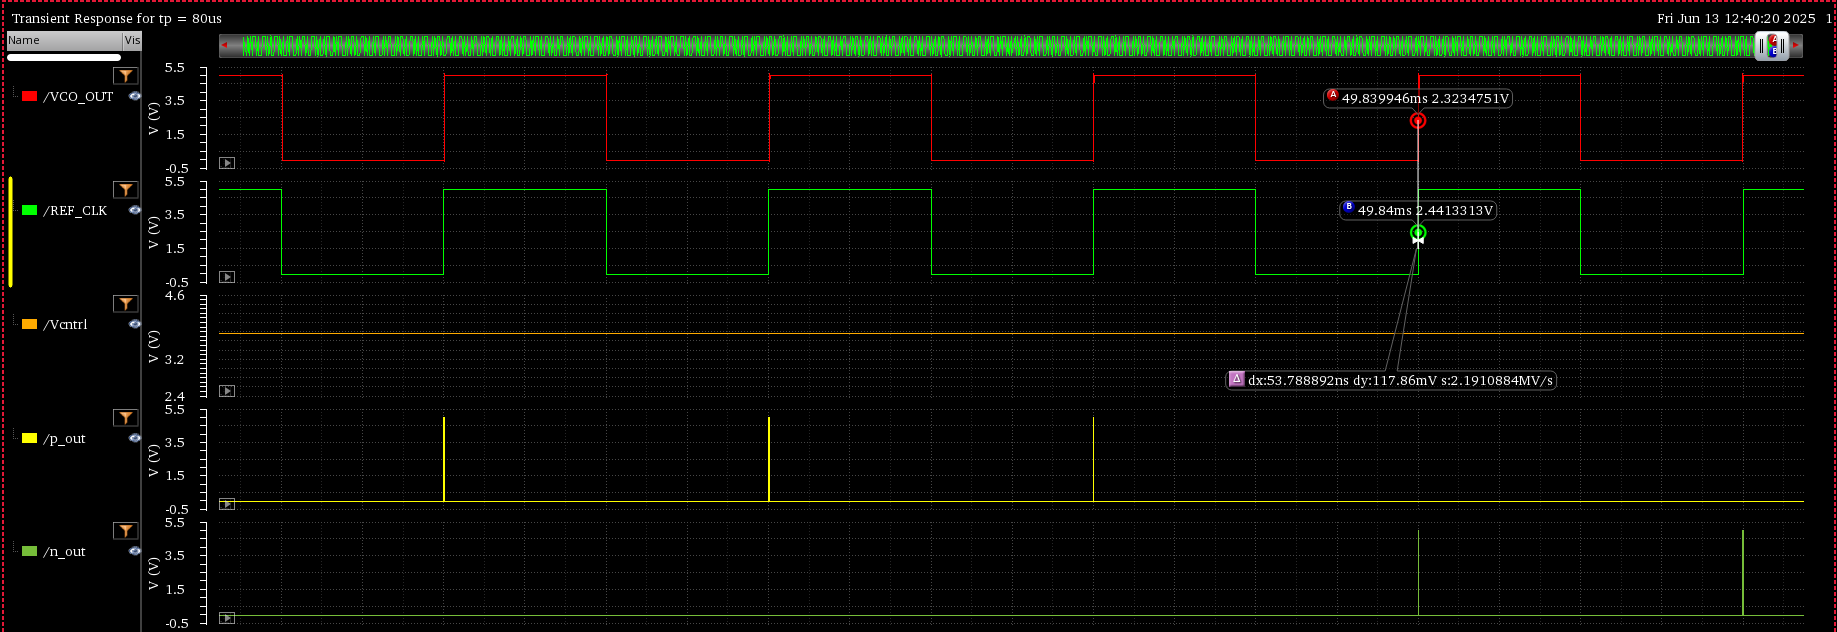 Transient Response for tp = 80us
Fri Jun 13 12:40:20 2025 1
Name Vis
/VCO_OUT
V (V)
5.5
3.5
1.5
-0.5
A 49.839946ms 2.3234751V
/REF_CLK
V (V)
5.5
3.5
1.5
-0.5
B 49.84ms 2.4413313V
/Vcntrl
V (V)
4.6
3.2
2.4
Δ dx:53.788892ns dy:117.86mV s:2.1910884MV/s
/p_out
V (V)
5.5
3.5
1.5
-0.5
/n_out
V (V)
5.5
3.5
1.5
-0.5